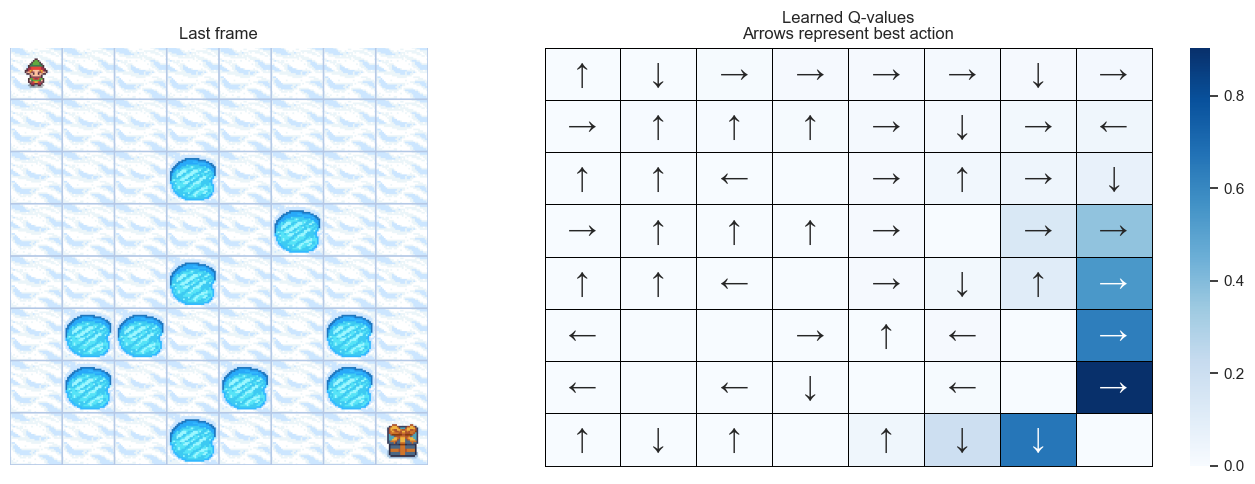 Last frame
Learned Q-values
Arrows represent best action
↑ ↓ → → → → ↓ →
→ ↑ ↑ ↑ → ↓ → ←
↑ ↑ ← → ↑ → ↓
→ ↑ ↑ ↑ → → →
↑ ↑ ← → ↓ ↑ →
← → ↑ ← →
← ← ↓ ← →
↑ ↓ ↑ ↑ ↓ ↓
0.8
0.6
0.4
0.2
0.0